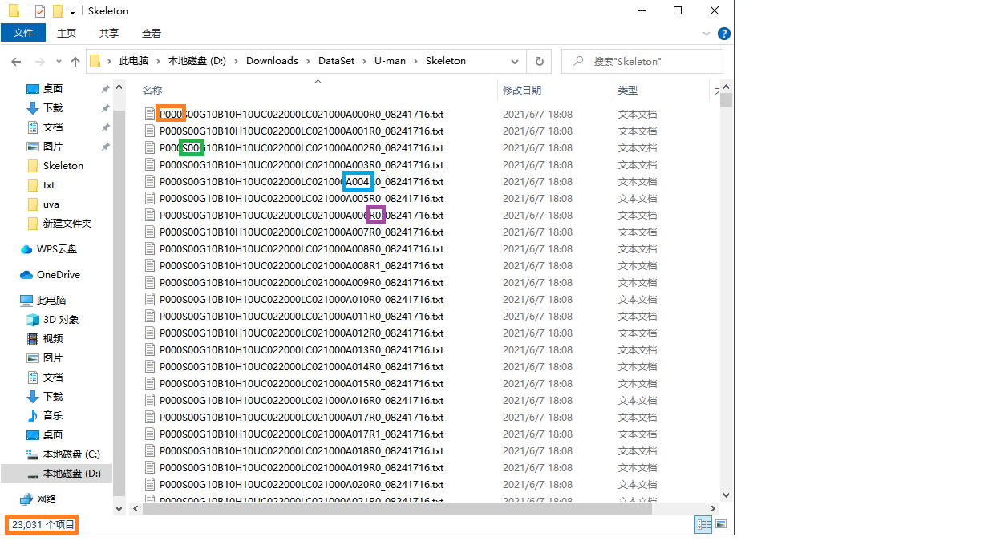 Skeleton
文件 主页 共享 查看
此电脑 本地磁盘 (D:) Downloads DataSet U-man Skeleton 搜索"Skeleton"
桌面
下载
文档
图片
Skeleton
txt
uva
新建文件夹
WPS云盘
OneDrive
此电脑
3D 对象
视频
图片
文档
下载
音乐
桌面
本地磁盘 (C:)
本地磁盘 (D:)
网络
名称 修改日期 类型
P000S00G10B10H10UC022000LC021000A000R0_08241716.txt 2021/6/7 18:08 文本文档
P000S00G10B10H10UC022000LC021000A001R0_08241716.txt 2021/6/7 18:08 文本文档
P000S00G10B10H10UC022000LC021000A002R0_08241716.txt 2021/6/7 18:08 文本文档
P000S00G10B10H10UC022000LC021000A003R0_08241716.txt 2021/6/7 18:08 文本文档
P000S00G10B10H10UC022000LC021000A004R0_08241716.txt 2021/6/7 18:08 文本文档
P000S00G10B10H10UC022000LC021000A005R0_08241716.txt 2021/6/7 18:08 文本文档
P000S00G10B10H10UC022000LC021000A006R0_08241716.txt 2021/6/7 18:08 文本文档
P000S00G10B10H10UC022000LC021000A007R0_08241716.txt 2021/6/7 18:08 文本文档
P000S00G10B10H10UC022000LC021000A008R0_08241716.txt 2021/6/7 18:08 文本文档
P000S00G10B10H10UC022000LC021000A008R1_08241716.txt 2021/6/7 18:08 文本文档
P000S00G10B10H10UC022000LC021000A009R0_08241716.txt 2021/6/7 18:08 文本文档
P000S00G10B10H10UC022000LC021000A010R0_08241716.txt 2021/6/7 18:08 文本文档
P000S00G10B10H10UC022000LC021000A011R0_08241716.txt 2021/6/7 18:08 文本文档
P000S00G10B10H10UC022000LC021000A012R0_08241716.txt 2021/6/7 18:08 文本文档
P000S00G10B10H10UC022000LC021000A013R0_08241716.txt 2021/6/7 18:08 文本文档
P000S00G10B10H10UC022000LC021000A014R0_08241716.txt 2021/6/7 18:08 文本文档
P000S00G10B10H10UC022000LC021000A015R0_08241716.txt 2021/6/7 18:08 文本文档
P000S00G10B10H10UC022000LC021000A016R0_08241716.txt 2021/6/7 18:08 文本文档
P000S00G10B10H10UC022000LC021000A017R0_08241716.txt 2021/6/7 18:08 文本文档
P000S00G10B10H10UC022000LC021000A017R1_08241716.txt 2021/6/7 18:08 文本文档
P000S00G10B10H10UC022000LC021000A018R0_08241716.txt 2021/6/7 18:08 文本文档
P000S00G10B10H10UC022000LC021000A019R0_08241716.txt 2021/6/7 18:08 文本文档
P000S00G10B10H10UC022000LC021000A020R0_08241716.txt 2021/6/7 18:08 文本文档
P000S00G10B10H10UC022000LC021000A021R0_08241716.txt 2021/6/7 18:08 文本文档
23,031 个项目